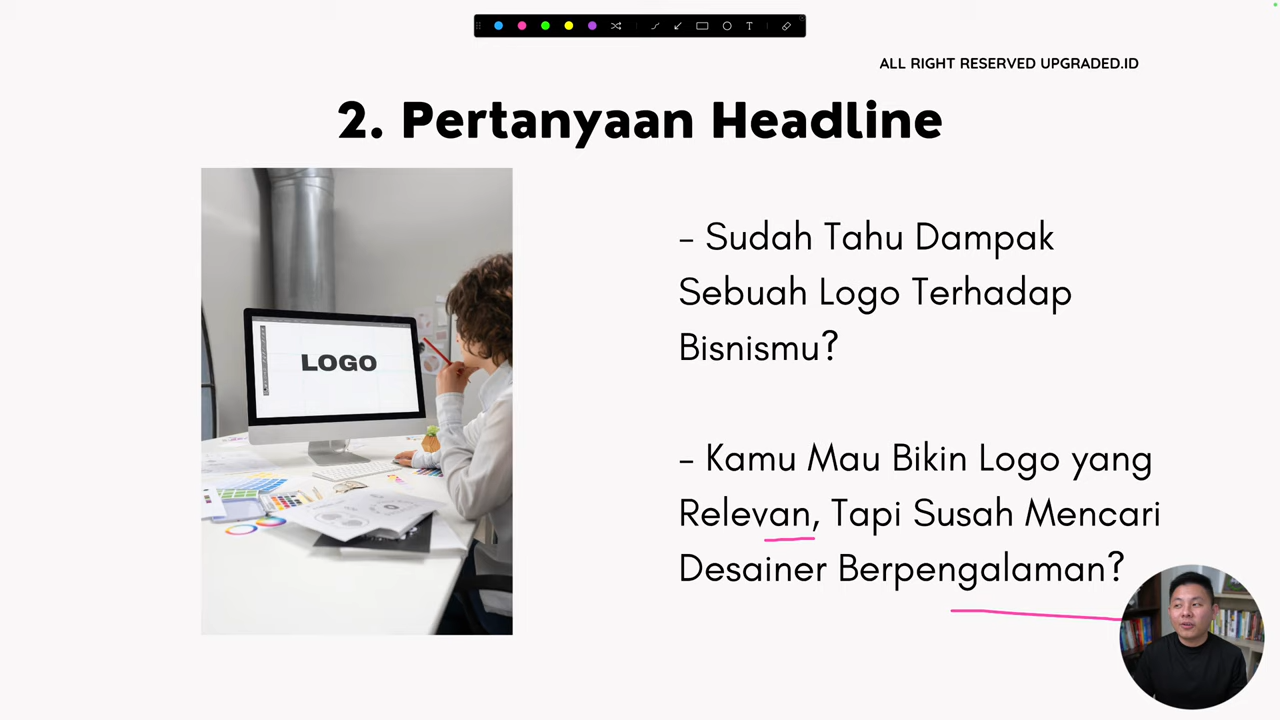 ALL RIGHT RESERVED UPGRADED.ID
2. Pertanyaan Headline
LOGO
- Sudah Tahu Dampak
Sebuah Logo Terhadap
Bisnismu?
- Kamu Mau Bikin Logo yang
Relevan, Tapi Susah Mencari
Desainer Berpengalaman?